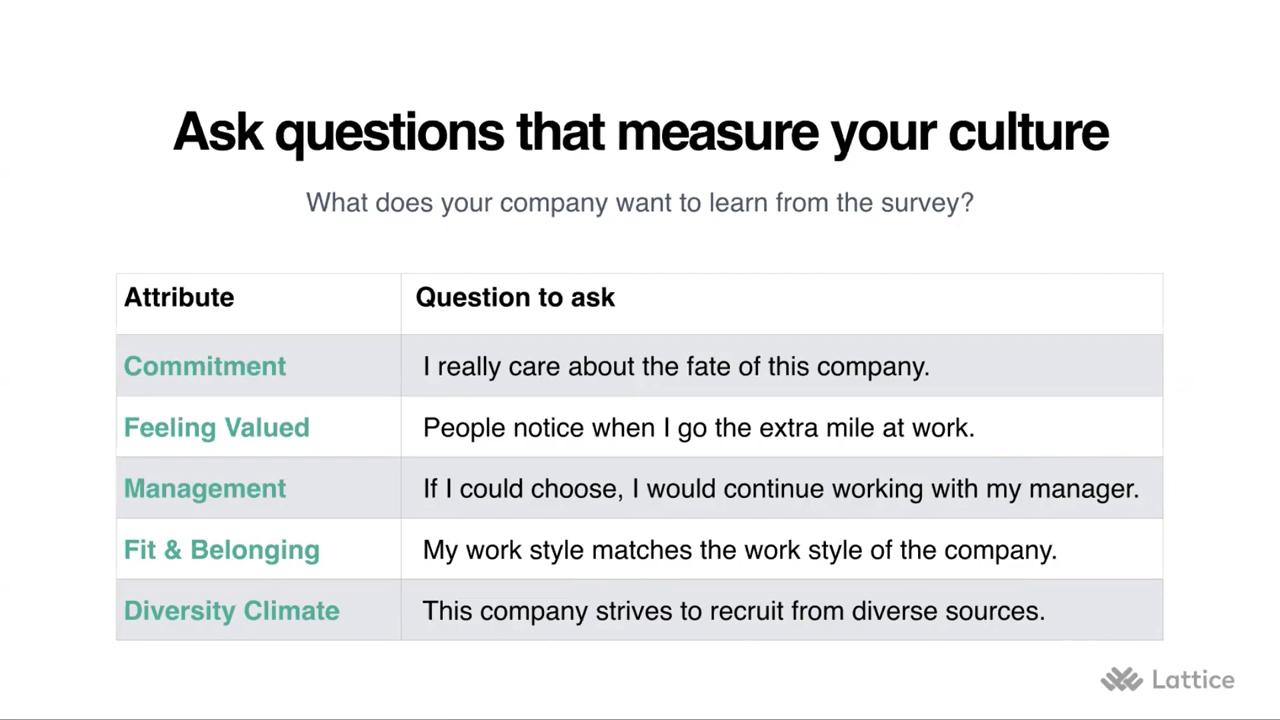 Ask questions that measure your culture
What does your company want to learn from the survey?
Attribute Question to ask
Commitment I really care about the fate of this company.
Feeling Valued People notice when I go the extra mile at work.
Management If I could choose, I would continue working with my manager.
Fit & Belonging My work style matches the work style of the company.
Diversity Climate This company strives to recruit from diverse sources.
Lattice